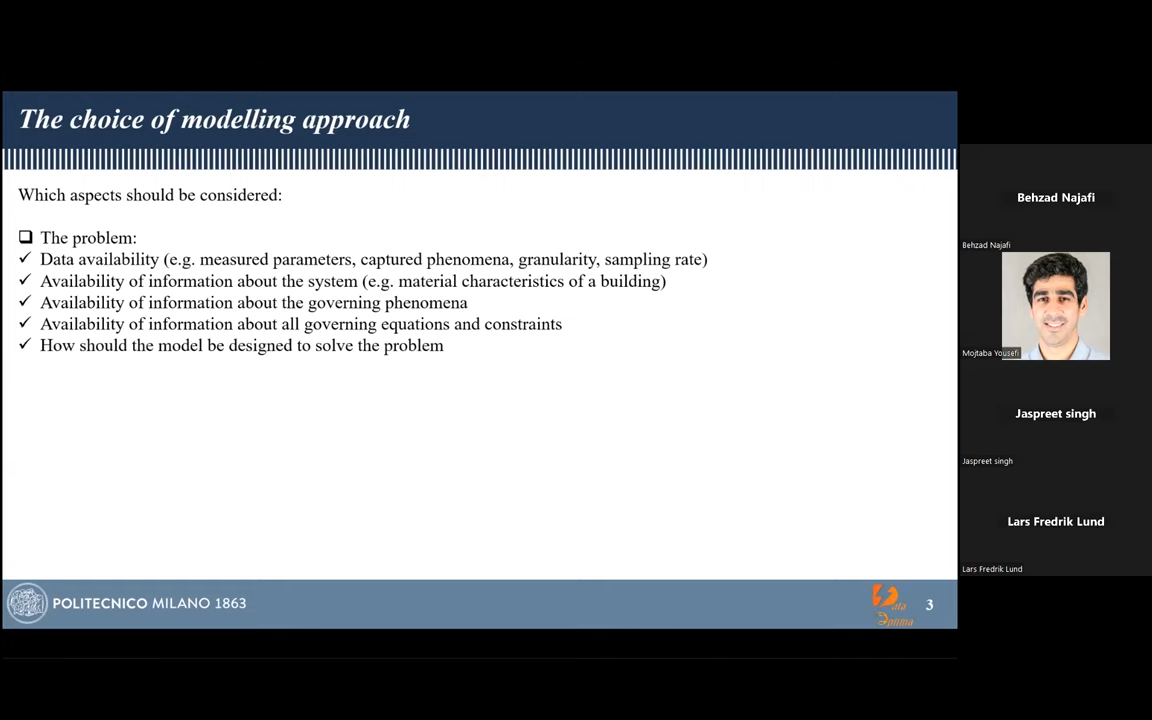 The choice of modelling approach
Which aspects should be considered:
The problem:
Data availability (e.g. measured parameters, captured phenomena, granularity, sampling rate)
Availability of information about the system (e.g. material characteristics of a building)
Availability of information about the governing phenomena
Availability of information about all governing equations and constraints
How should the model be designed to solve the problem
POLITECNICO MILANO 1863
3
Behzad Najafi
Behzad Najafi
Mojtaba Yousefi
Jaspreet singh
Jaspreet singh
Lars Fredrik Lund
Lars Fredrik Lund